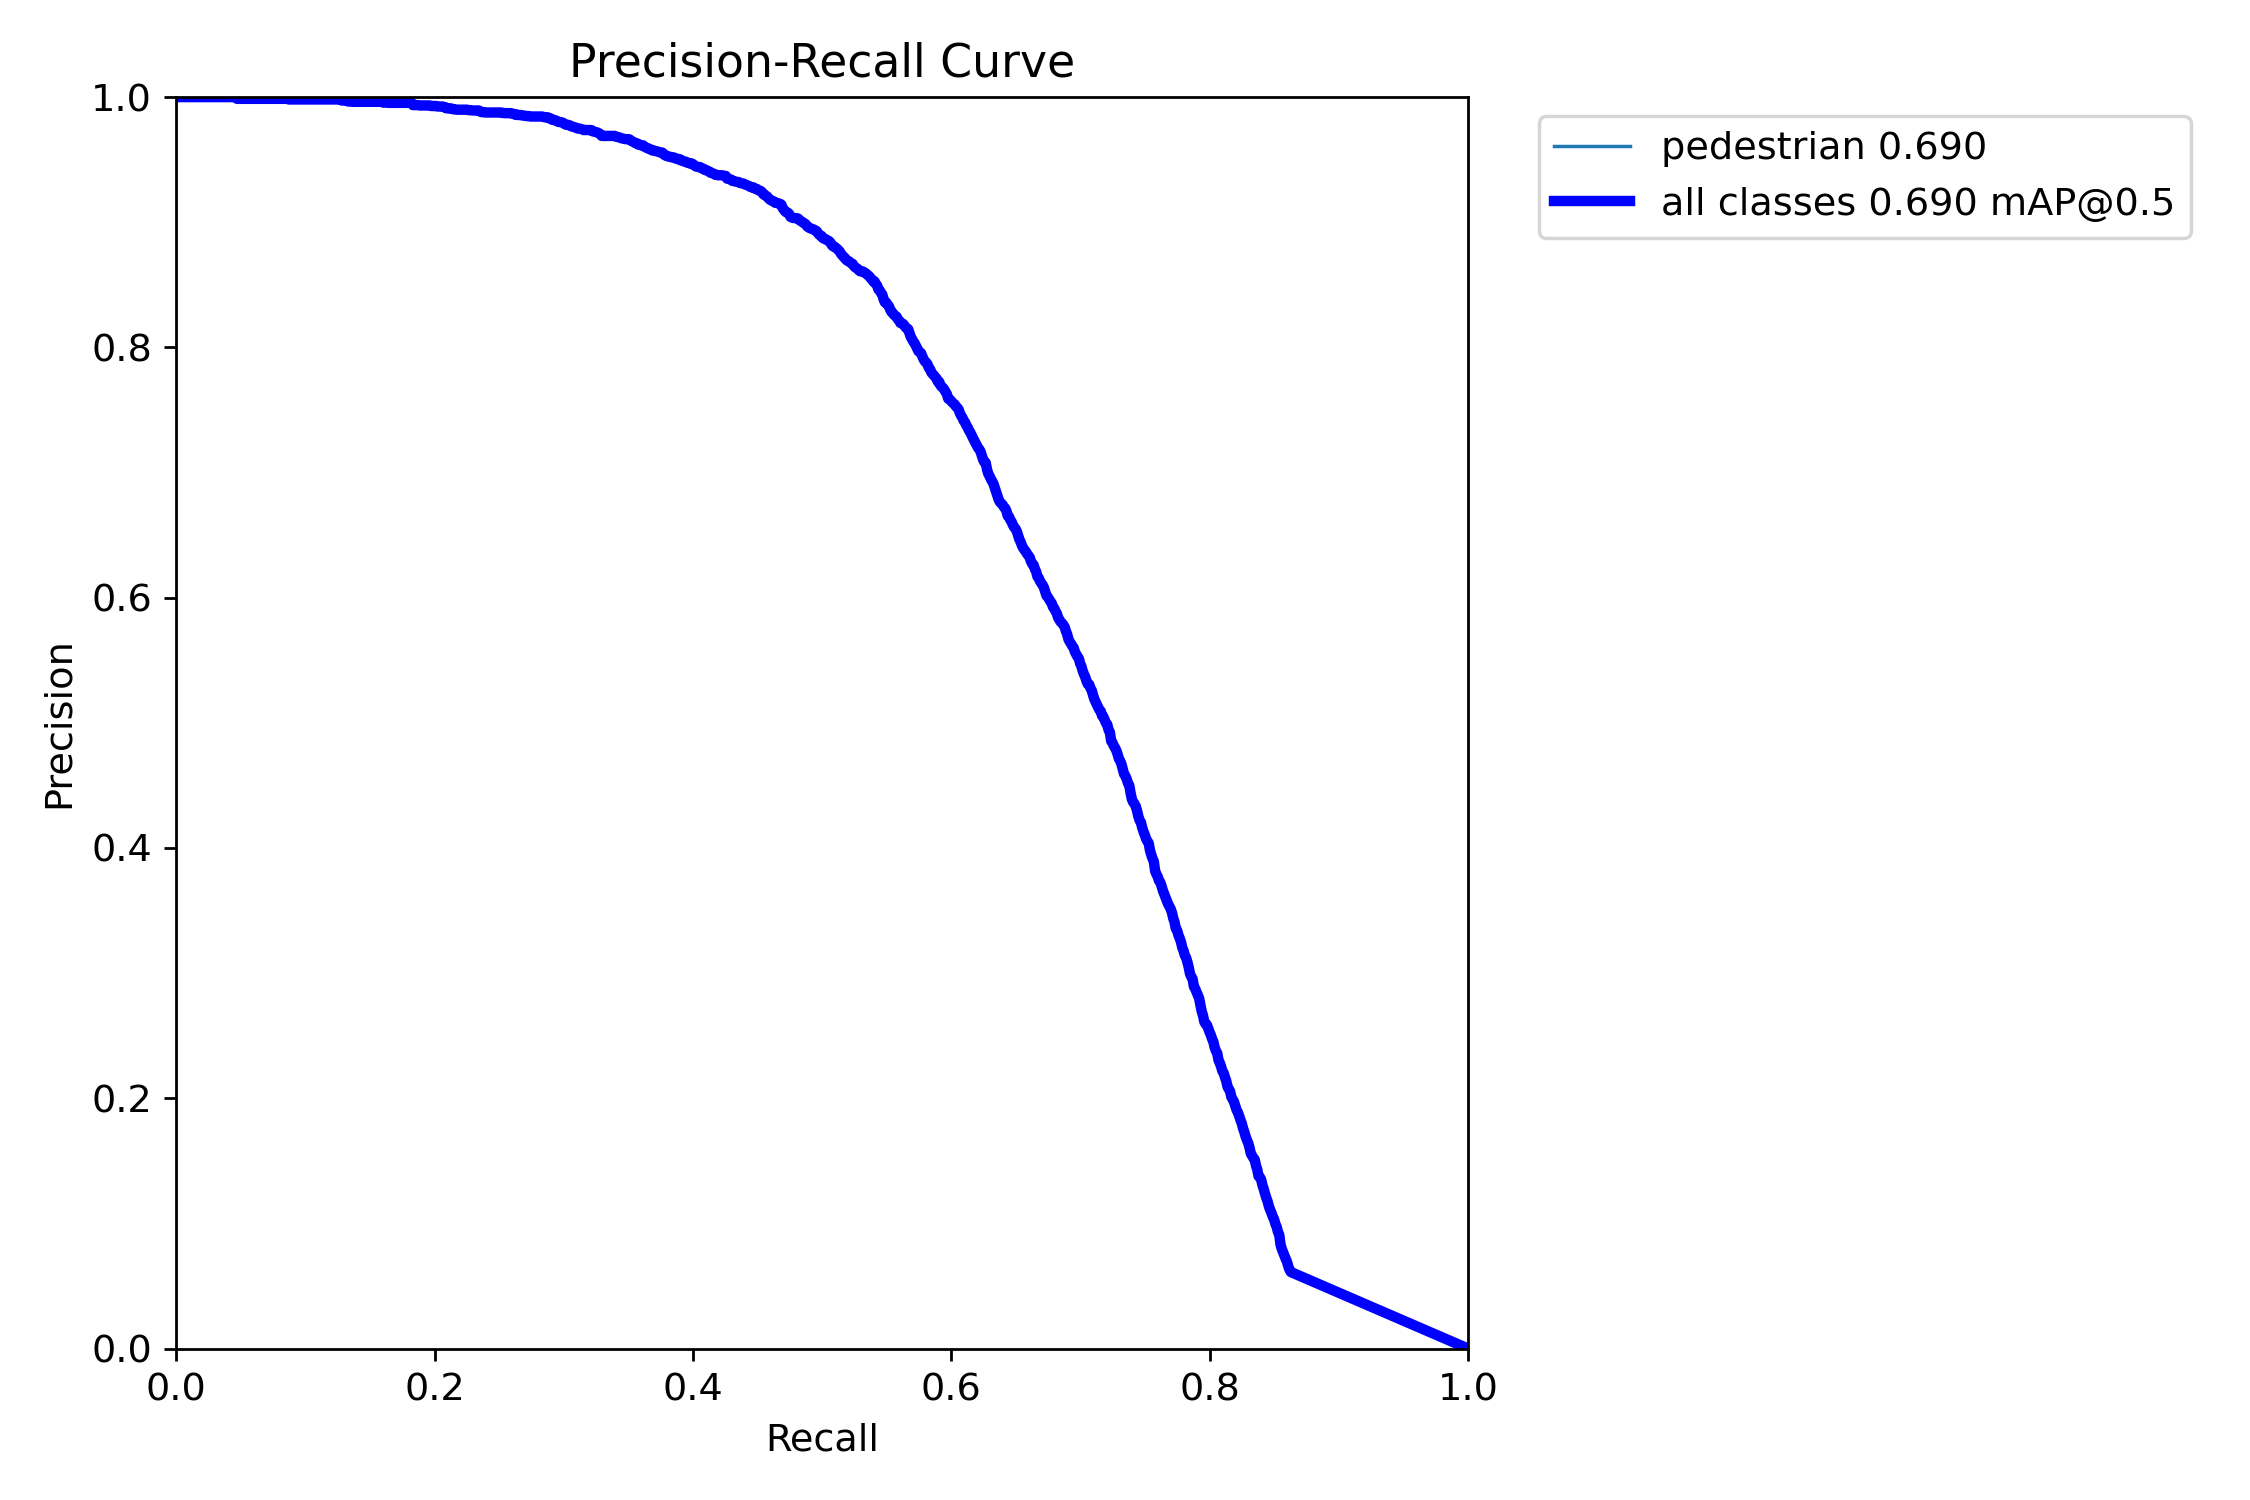 Precision-Recall Curve
1.0
0.8
0.6
0.4
0.2
0.0
Precision
0.0 0.2 0.4 0.6 0.8 1.0
Recall
pedestrian 0.690
all classes 0.690 mAP@0.5